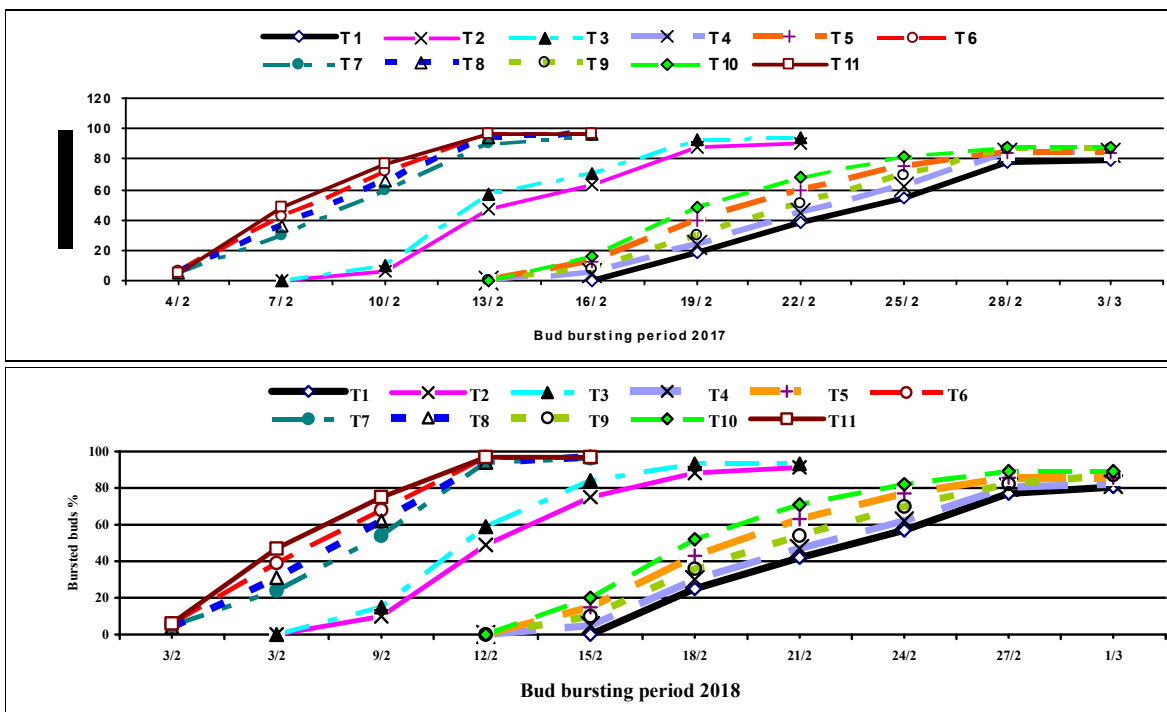 T1 T2 T3 T4 T5 T6
T7 T8 T9 T10 T11
120
100
80
60
40
20
0
4/2 7/2 10/2 13/2 16/2 19/2 22/2 25/2 28/2 3/3
Bud bursting period 2017
T1 T2 T3 T4 T5 T6
T7 T8 T9 T10 T11
Bursted buds %
100
80
60
40
20
0
3/2 3/2 9/2 12/2 15/2 18/2 21/2 24/2 27/2 1/3
Bud bursting period 2018